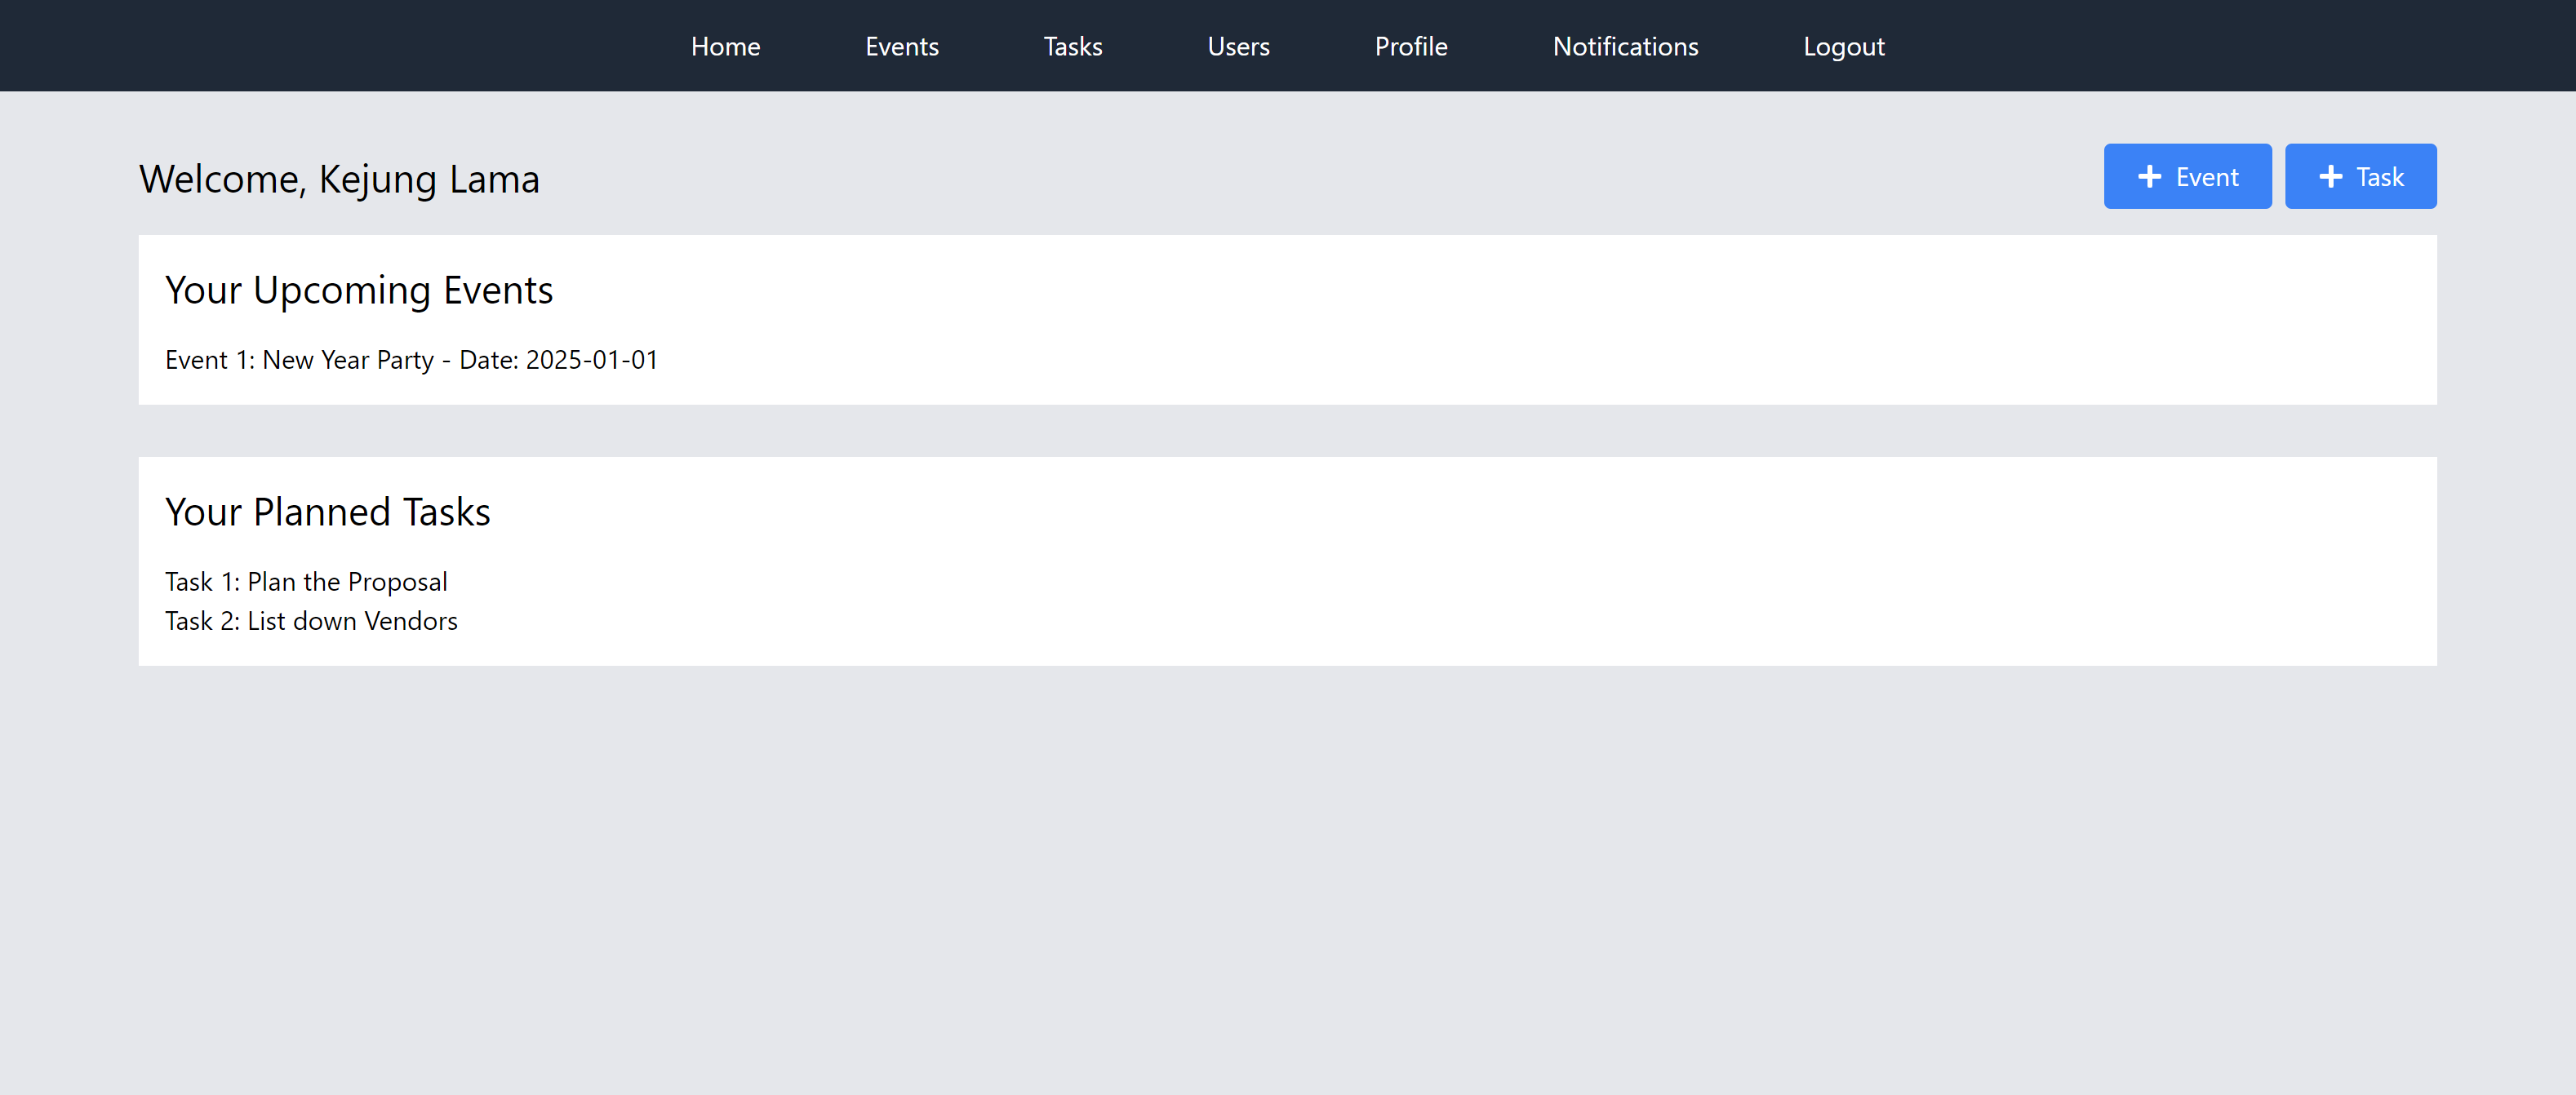 Home Events Tasks Users Profile Notifications Logout
Welcome, Kejung Lama
Event
Task
Your Upcoming Events
Event 1: New Year Party - Date: 2025-01-01
Your Planned Tasks
Task 1: Plan the Proposal
Task 2: List down Vendors